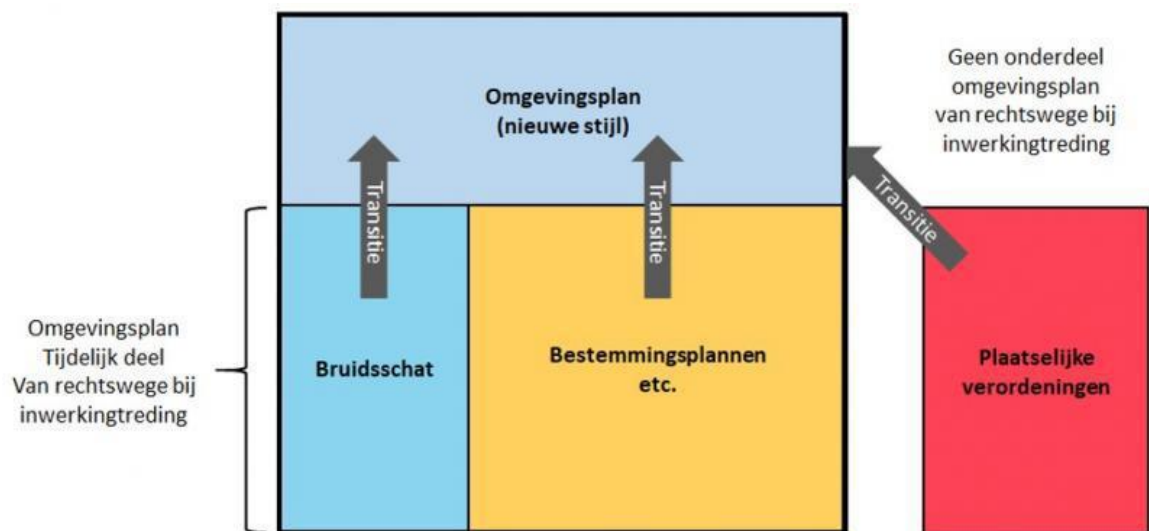 Geen onderdeel
omgevingsplan
van rechtswege bij
inwerkingtreding
Omgevingsplan
(nieuwe stijl)
Transitie
Transitie
Transitie
Omgevingsplan
Tijdelijk deel
Van rechtswege bij
inwerkingtreding
Bruidsschat
Bestemmingsplannen
etc.
Plaatselijke
verordeningen